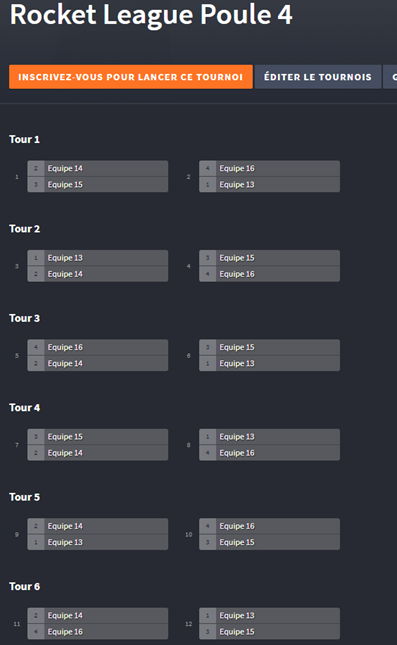 Rocket League Poule 4
INSCRIVEZ-VOUS POUR LANCER CE TOURNOI ÉDITER LE TOURNOIS
Tour 1
1 2 Equipe 14
3 Equipe 15
2 4 Equipe 16
1 Equipe 13
Tour 2
3 1 Equipe 13
2 Equipe 14
4 3 Equipe 15
4 Equipe 16
Tour 3
5 4 Equipe 16
2 Equipe 14
6 3 Equipe 15
1 Equipe 13
Tour 4
7 3 Equipe 15
2 Equipe 14
8 1 Equipe 13
4 Equipe 16
Tour 5
9 2 Equipe 14
1 Equipe 13
10 4 Equipe 16
3 Equipe 15
Tour 6
11 2 Equipe 14
4 Equipe 16
12 1 Equipe 13
3 Equipe 15